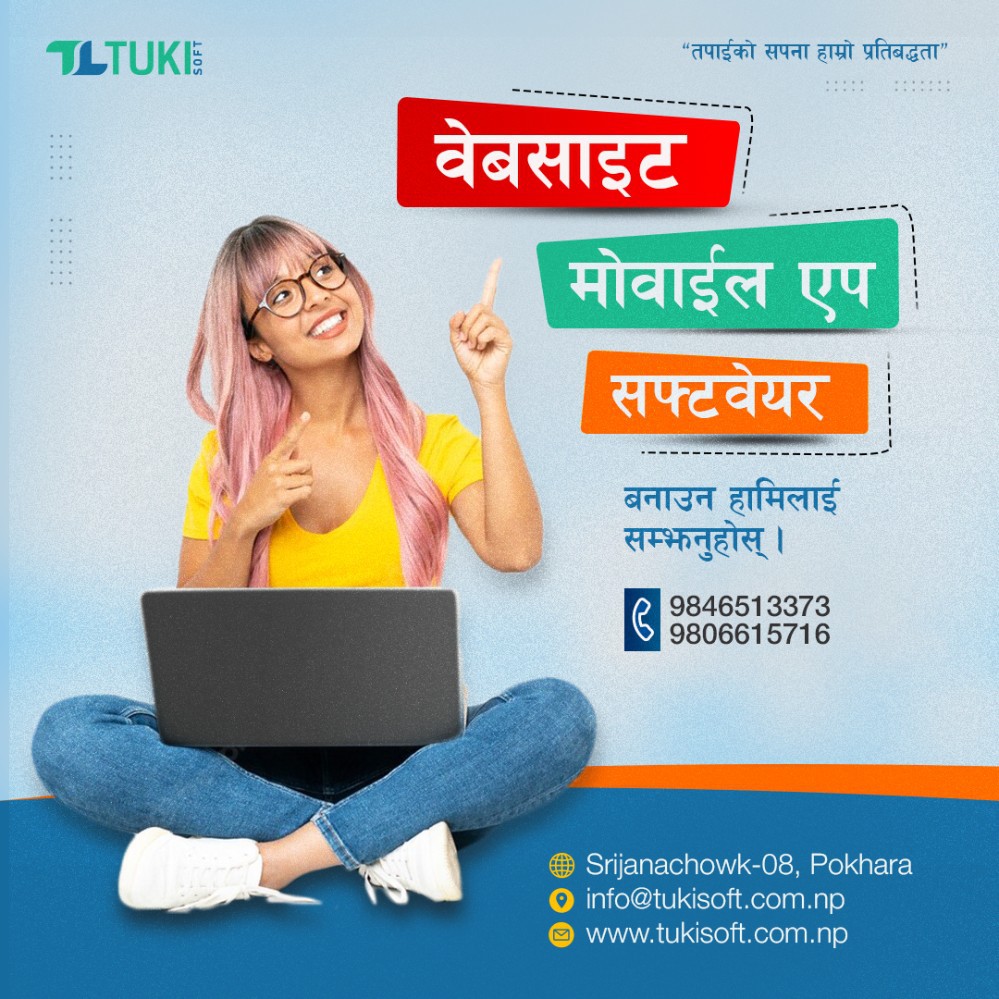 TUKI SOFT
“तपाईको सपना हाम्रो प्रतिबद्धता”
वेबसाइट
मोवाईल एप
सफ्टवेयर
बनाउन हामिलाई
सम्झनुहोस् ।
9846513373
9806615716
Srijanachowk-08, Pokhara
info@tukisoft.com.np
www.tukisoft.com.np